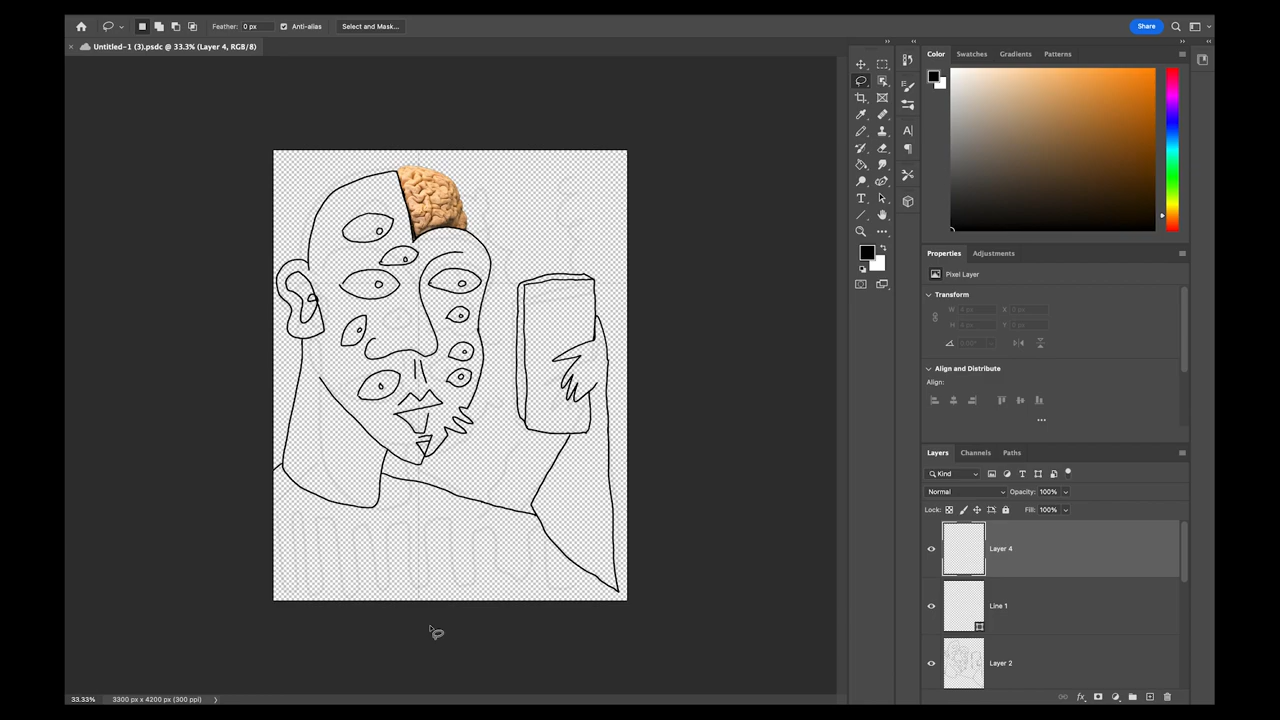 Feather: 0 px Anti-alias Select and Mask... Share
Untitled-1 (3).psdc @ 33.3% (Layer 4, RGB/8)
Color Swatches Gradients Patterns
Properties Adjustments
Pixel Layer
Transform
W X
H Y
Align and Distribute
Align:
Layers Channels Paths
Kind
Normal Opacity: 100%
Lock: Fill: 100%
Layer 4
Line 1
Layer 2
33.33% 3300 px x 4200 px (300 ppi)